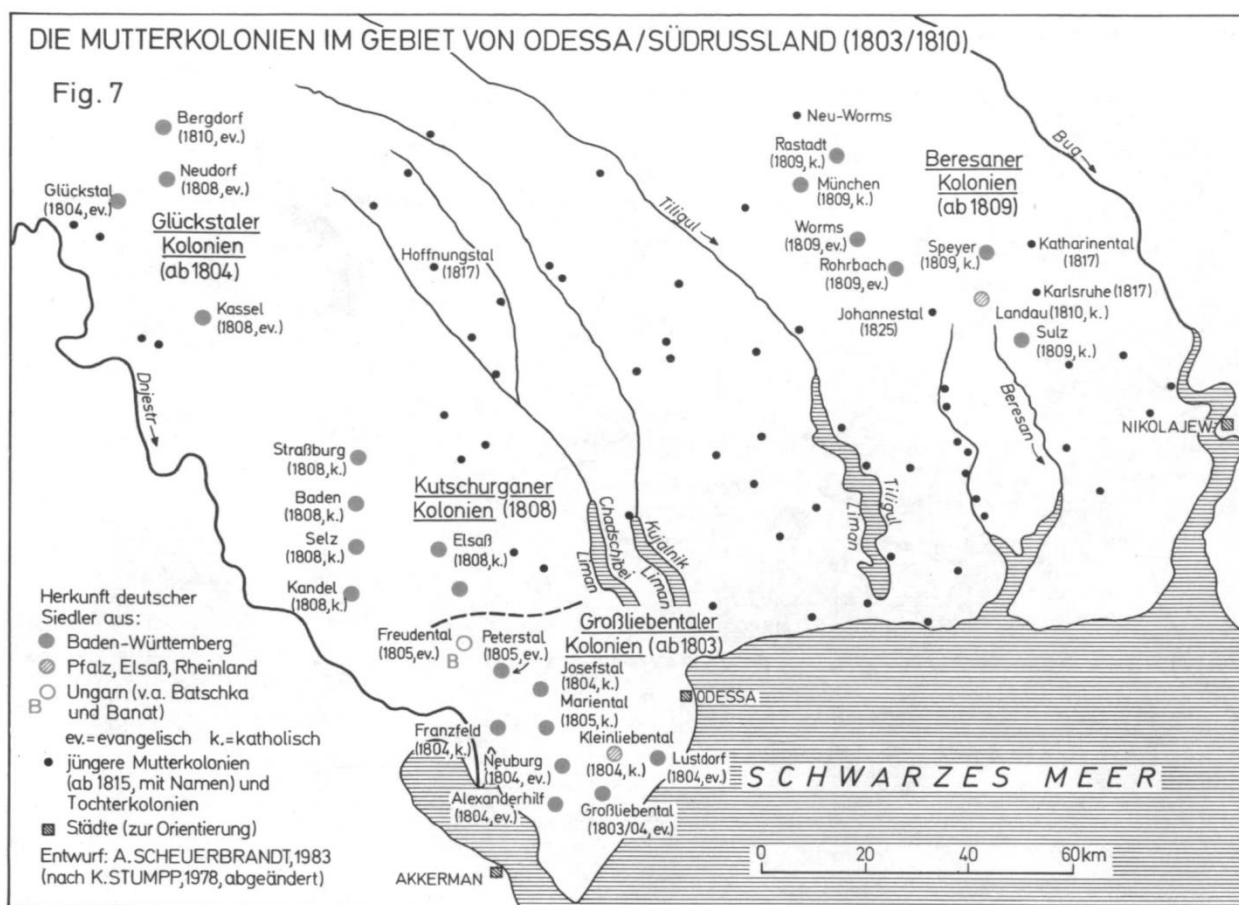 DIE MUTTERKOLONIEN IM GEBIET VON ODESSA/SÜDRUSSLAND (1803/1810)
Fig. 7
Bergdorf
(1810, ev.)
Neudorf
(1808, ev.)
Glückstal
(1804, ev.)
Glückstaler
Kolonien
(ab 1804)
Kassel
(1808, ev.)
Dnjestr
Hoffnungstal
(1817)
Tiligul
Neu-Worms
Rastadt
(1809, k.)
München
(1809, k.)
Worms
(1809, ev.)
Rohrbach
(1809, ev.)
Johannestal
(1825)
Beresaner
Kolonien
(ab 1809)
Bug
Speyer
(1809, k.)
Katharinental
(1817)
Karlsruhe (1817)
Landau (1810, k.)
Sulz
(1809, k.)
Beresan
NIKOLAJEW
Straßburg
(1808, k.)
Baden
(1808, k.)
Selz
(1808, k.)
Kandel
(1808, k.)
Kutschurganer
Kolonien (1808)
Elsaß
(1808, k.)
Chadschibel
Liman
Kujalnik
Liman
Tiligul
Liman
Großliebentaler
Kolonien (ab 1803)
Freudental
(1805, ev.)
B
Peterstal
(1805, ev.)
Josefstal
(1804, k.)
Mariental
(1805, k.)
Franzfeld
(1804, k.)
Kleinliebental
(1804, k.)
Neuburg
(1804, ev.)
Lustdorf
(1804, ev.)
Alexanderhilf
(1804, ev.)
Großliebental
(1803/04, ev.)
ODESSA
AKKERMAN
SCHWARZES MEER
0 20 40 60km
Herkunft deutscher
Siedler aus:
Baden-Württemberg
Pfalz, Elsaß, Rheinland
Ungarn (v.a. Batschka
B und Banat)
ev.=evangelisch k.=katholisch
jüngere Mutterkolonien
(ab 1815, mit Namen) und
Tochterkolonien
Städte (zur Orientierung)
Entwurf: A. SCHEUERBRANDT, 1983
(nach K. STUMPP, 1978, abgeändert)